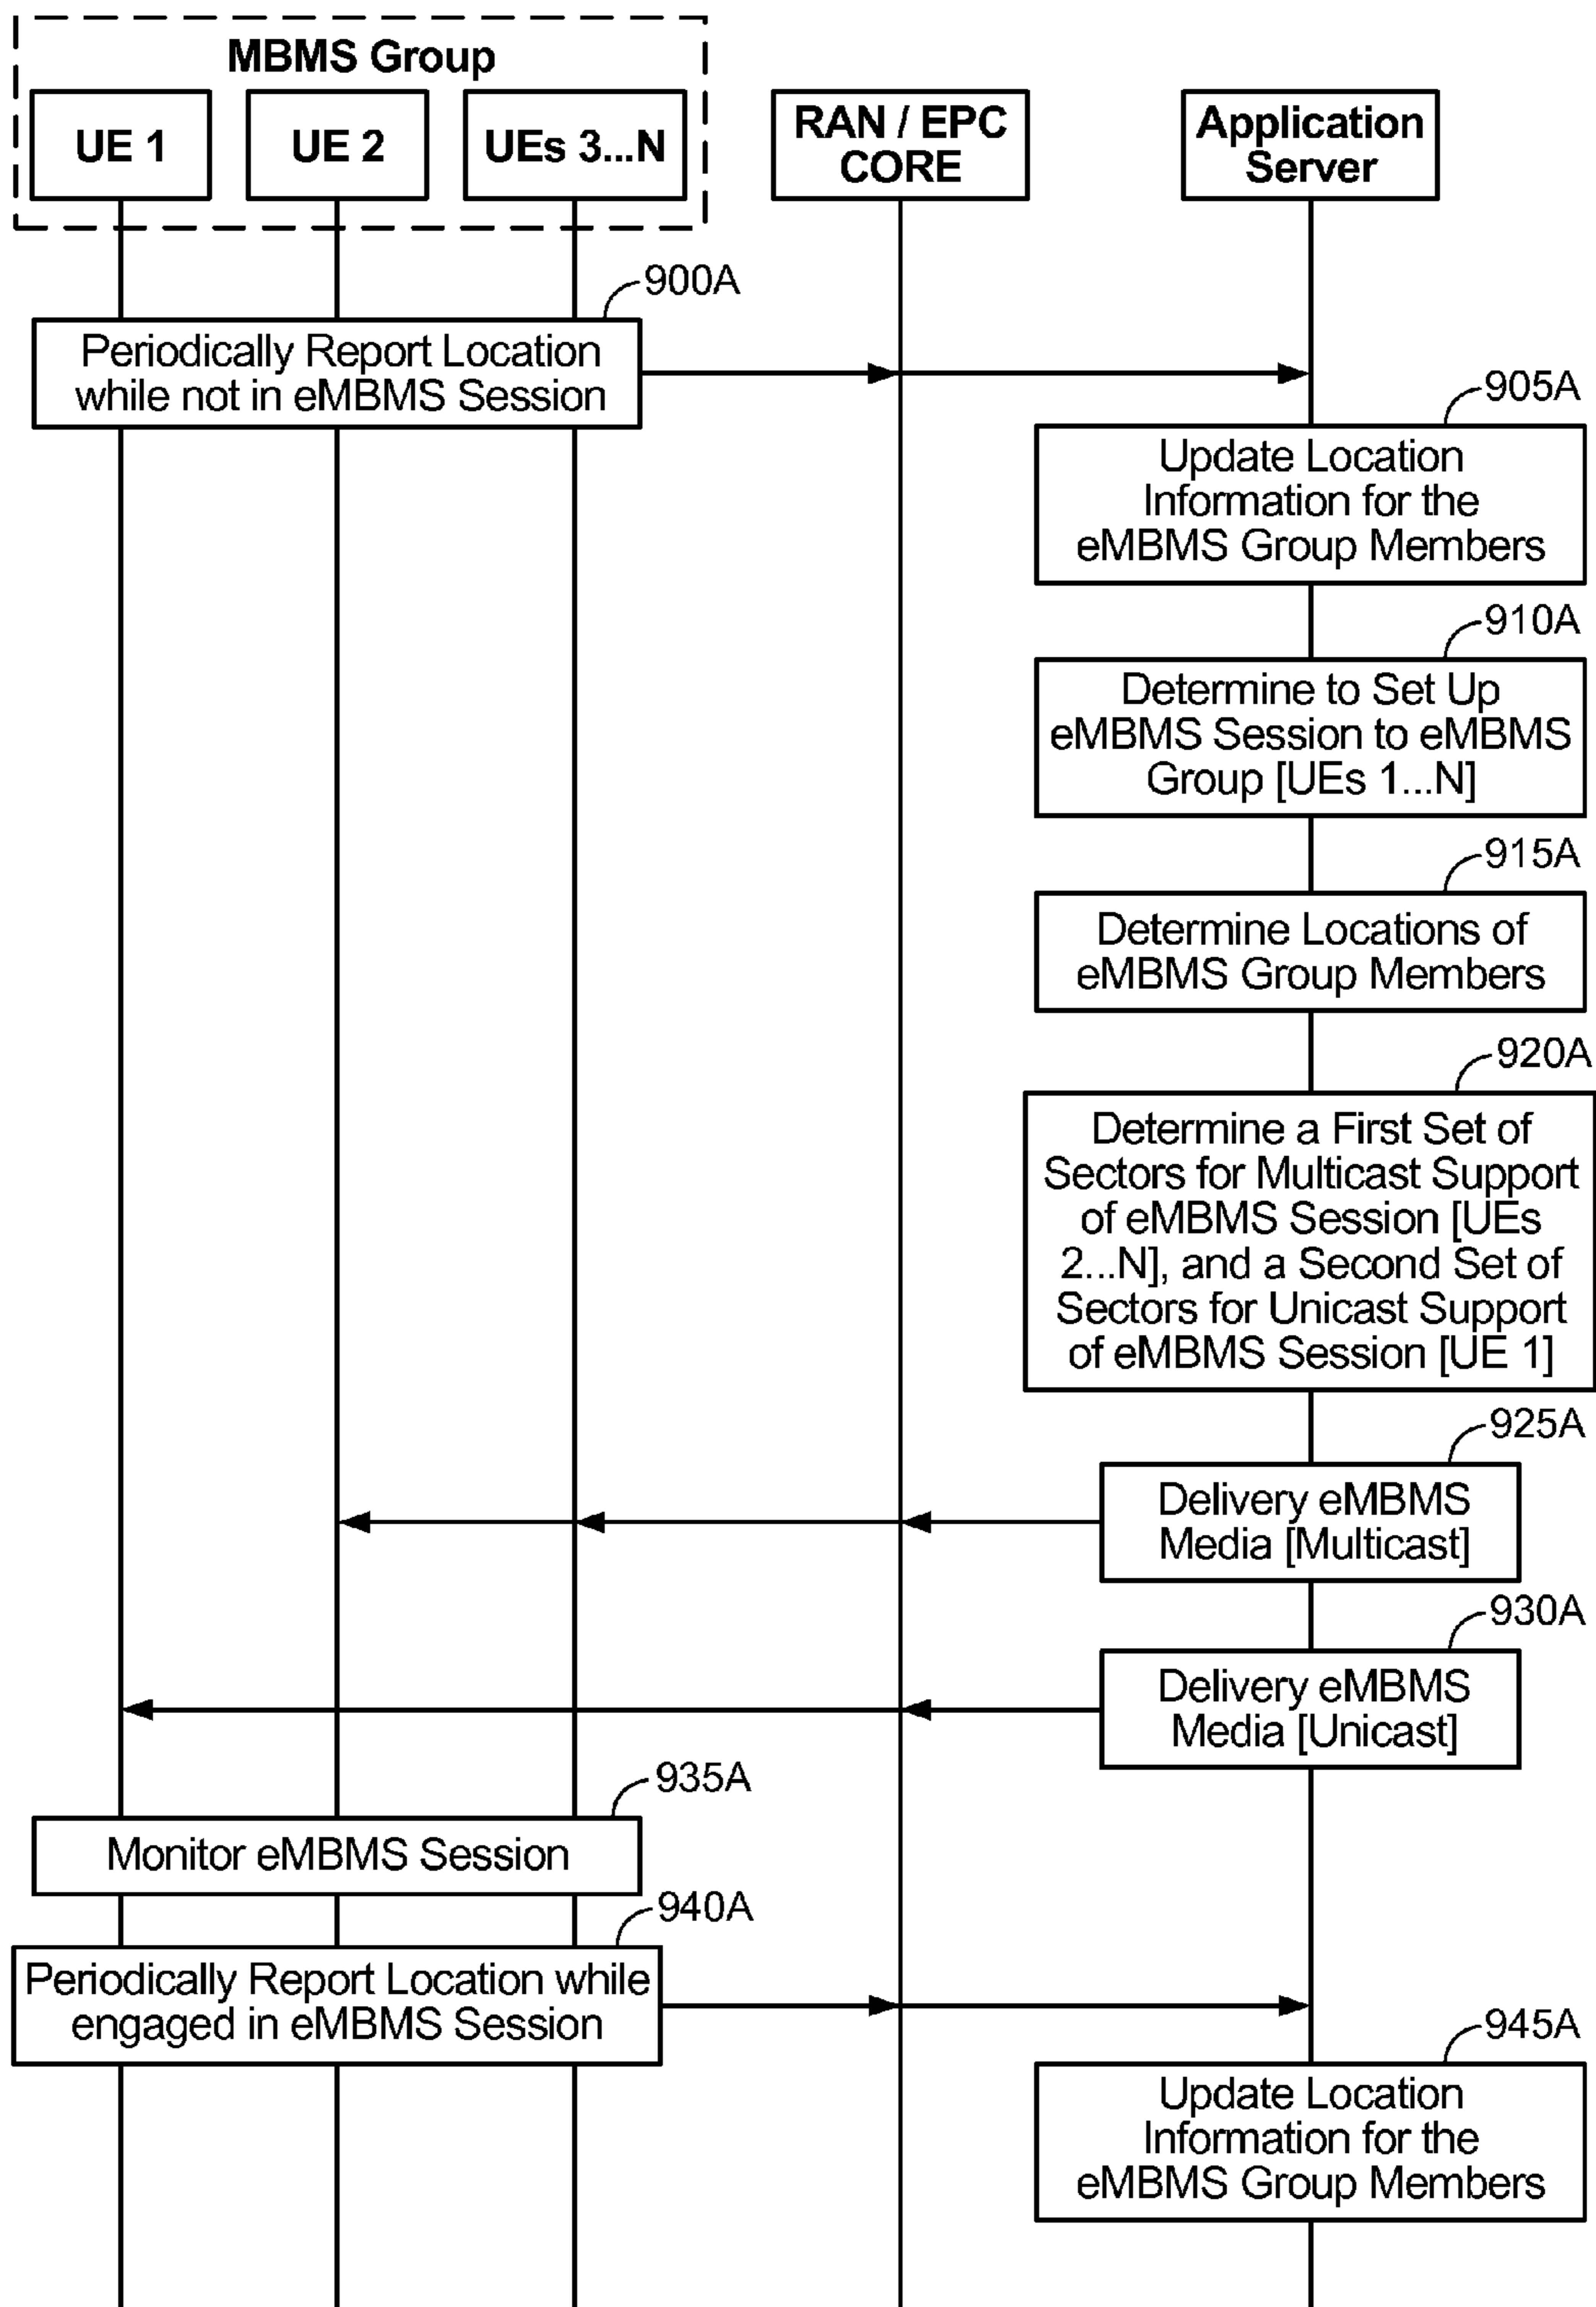 MBMS Group
UE 1
UE 2
UEs 3...N
RAN / EPC
CORE
Application
Server
900A
Periodically Report Location
while not in eMBMS Session
905A
Update Location
Information for the
eMBMS Group Members
910A
Determine to Set Up
eMBMS Session to eMBMS
Group [UEs 1...N]
915A
Determine Locations of
eMBMS Group Members
920A
Determine a First Set of
Sectors for Multicast Support
of eMBMS Session [UEs
2...N], and a Second Set of
Sectors for Unicast Support
of eMBMS Session [UE 1]
925A
Delivery eMBMS
Media [Multicast]
930A
Delivery eMBMS
Media [Unicast]
935A
Monitor eMBMS Session
940A
Periodically Report Location while
engaged in eMBMS Session
945A
Update Location
Information for the
eMBMS Group Members